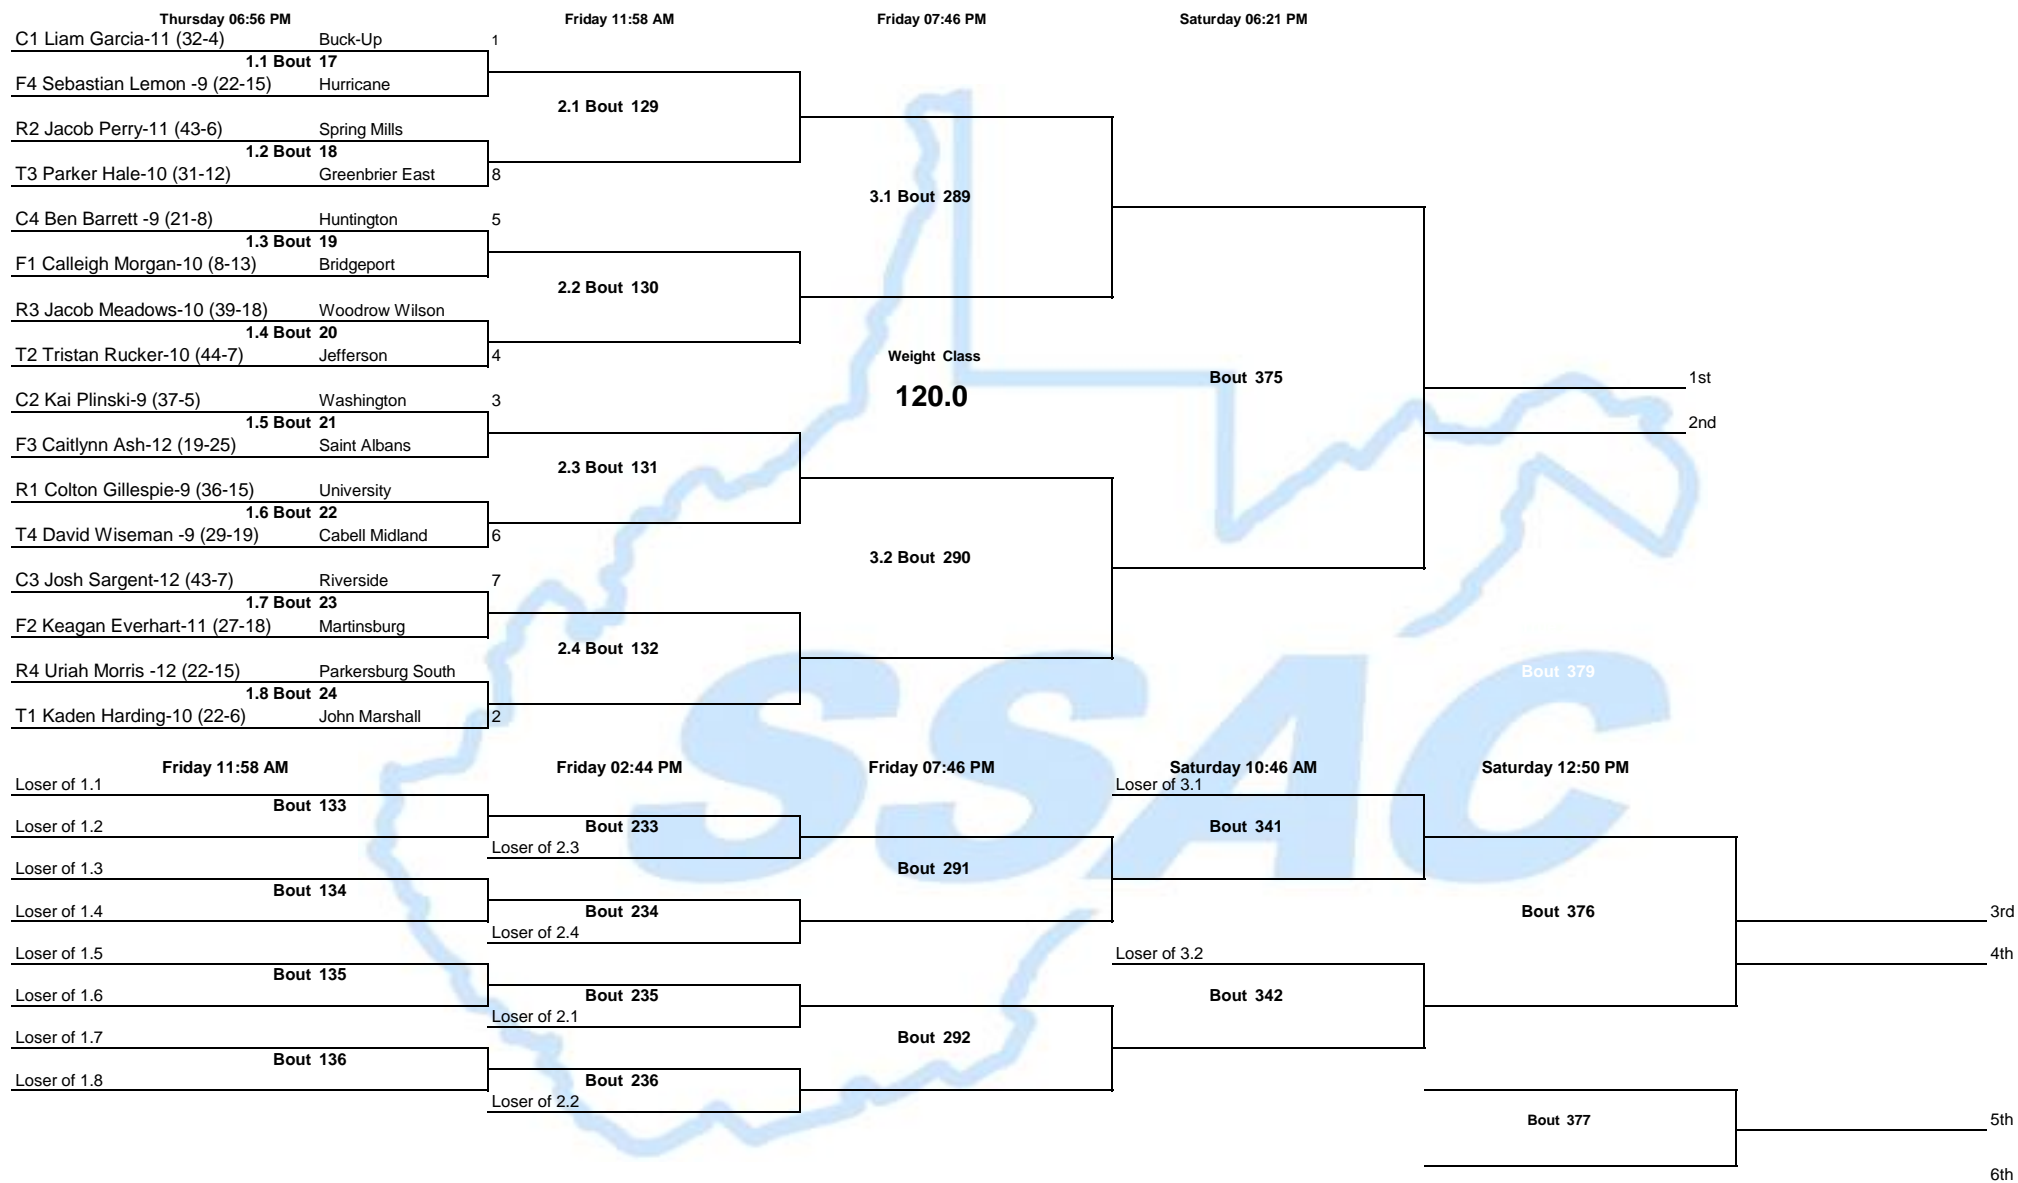 Thursday 06:56 PM Friday 11:58 AM Friday 07:46 PM Saturday 06:21 PM
C1 Liam Garcia-11 (32-4) Buck-Up 1
1.1 Bout 17
F4 Sebastian Lemon -9 (22-15) Hurricane
2.1 Bout 129
R2 Jacob Perry-11 (43-6) Spring Mills
1.2 Bout 18
T3 Parker Hale-10 (31-12) Greenbrier East 8
3.1 Bout 289
C4 Ben Barrett -9 (21-8) Huntington 5
1.3 Bout 19
F1 Calleigh Morgan-10 (8-13) Bridgeport
2.2 Bout 130
R3 Jacob Meadows-10 (39-18) Woodrow Wilson
1.4 Bout 20
T2 Tristan Rucker-10 (44-7) Jefferson 4
Weight Class
Bout 375
1st
120.0
C2 Kai Plinski-9 (37-5) Washington 3
1.5 Bout 21
2nd
F3 Caitlynn Ash-12 (19-25) Saint Albans
2.3 Bout 131
R1 Colton Gillespie-9 (36-15) University
1.6 Bout 22
T4 David Wiseman -9 (29-19) Cabell Midland 6
3.2 Bout 290
C3 Josh Sargent-12 (43-7) Riverside 7
1.7 Bout 23
F2 Keagan Everhart-11 (27-18) Martinsburg
2.4 Bout 132
R4 Uriah Morris -12 (22-15) Parkersburg South
Bout 379
1.8 Bout 24
T1 Kaden Harding-10 (22-6) John Marshall 2
SSAC
Friday 11:58 AM Friday 02:44 PM Friday 07:46 PM Saturday 10:46 AM Saturday 12:50 PM
Loser of 1.1 Loser of 3.1
Bout 133
Loser of 1.2 Bout 233 Bout 341
Loser of 2.3
Loser of 1.3 Bout 291
Bout 134
Loser of 1.4 Bout 234 Bout 376 3rd
Loser of 2.4
Loser of 1.5 Loser of 3.2 4th
Bout 135
Loser of 1.6 Bout 235 Bout 342
Loser of 2.1
Loser of 1.7 Bout 292
Bout 136
Loser of 1.8 Bout 236
Loser of 2.2
Bout 377 5th
6th